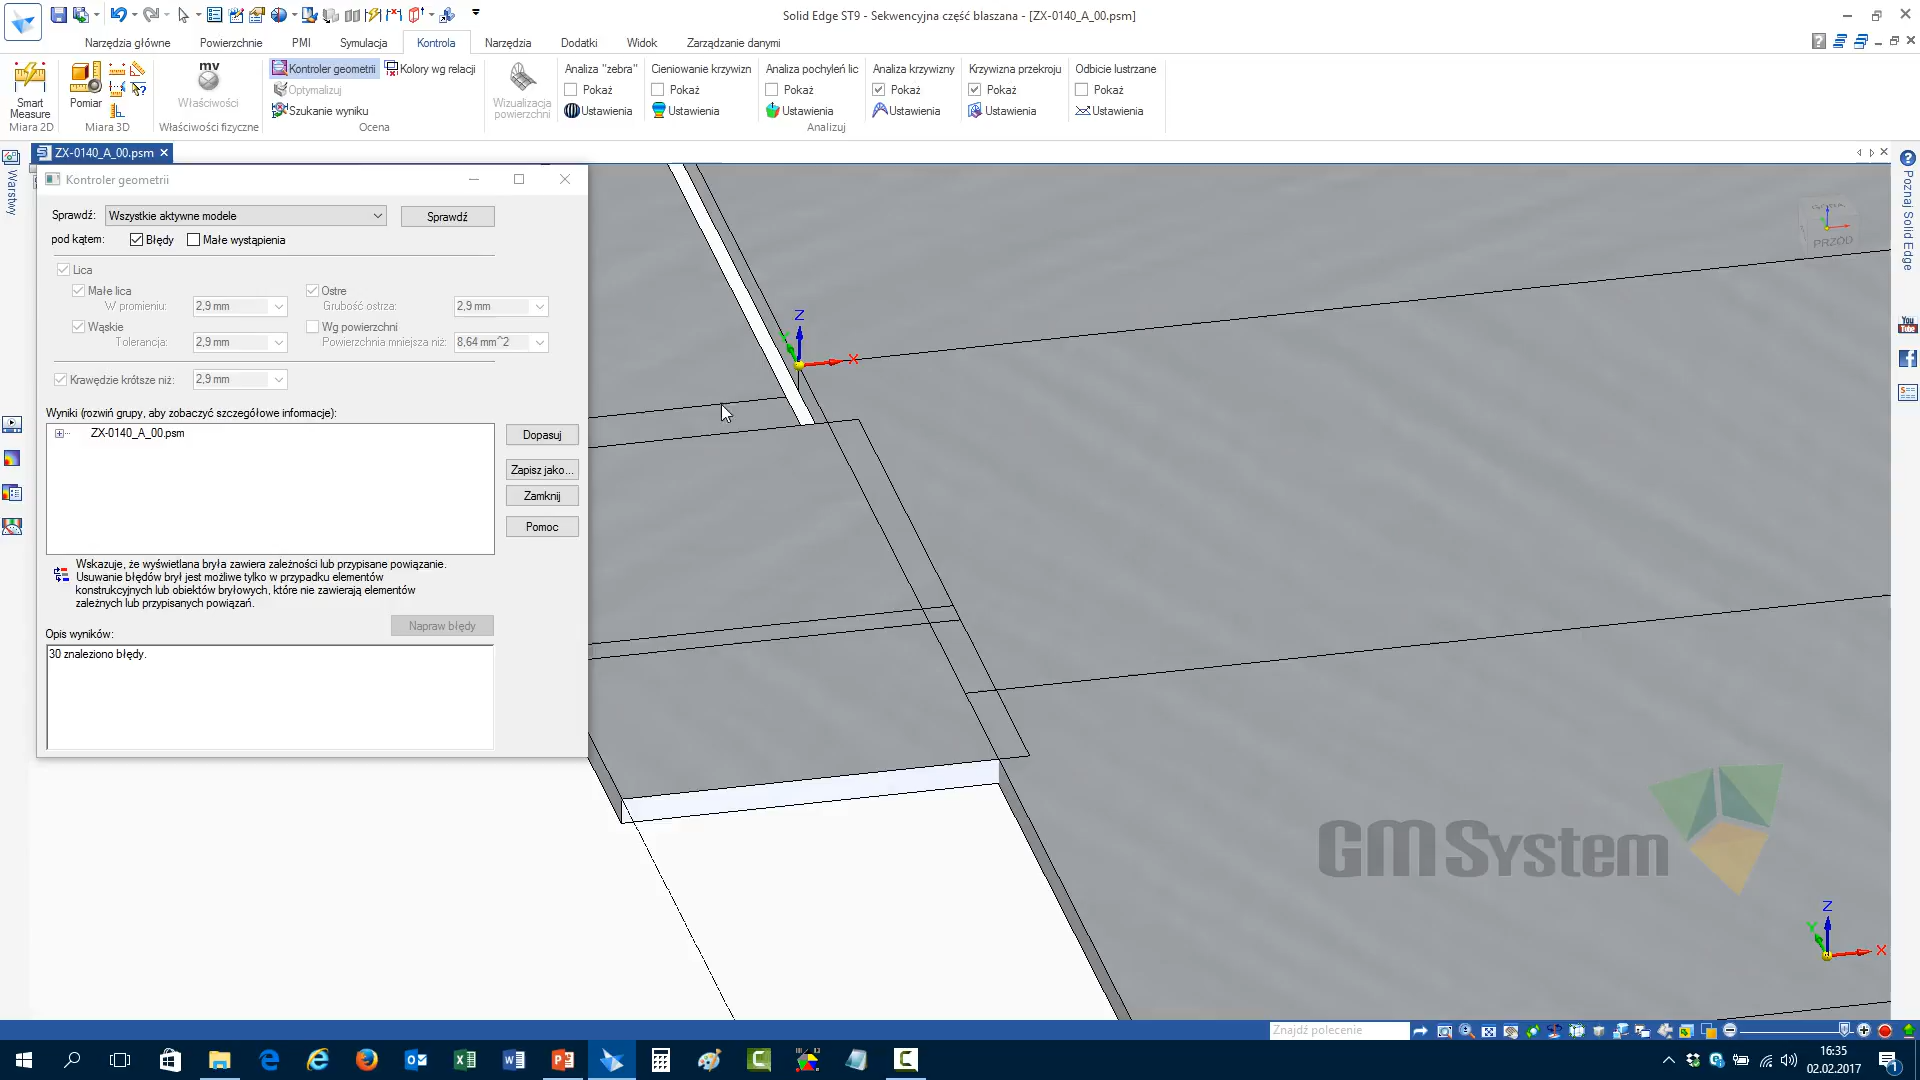 Solid Edge ST9 - Sekwencyjna część blaszana - [ZX-0140_A_00.psm]
Narzędzia główne
Powierzchnie
PMI
Symulacja
Kontrola
Narzędzia
Dodatki
Widok
Zarządzanie danymi
Smart
Measure
Miara 2D
Pomiar
Miara 3D
mv
Właściwości
Właściwości fizyczne
Kontroler geometrii
Kolory wg relacji
Optymalizuj
Szukanie wyniku
Ocena
Wizualizacja
powierzchni
Analiza "zebra"
Pokaż
Ustawienia
Cieniowanie krzywizn
Pokaż
Ustawienia
Analiza pochyleń lic
Pokaż
Ustawienia
Analiza krzywizny
Pokaż
Ustawienia
Krzywizna przekroju
Pokaż
Ustawienia
Odbicie lustrzane
Pokaż
Ustawienia
Analizuj
ZX-0140_A_00.psm
Warstwy
Poznaj Solid Edge
Kontroler geometrii
Sprawdź:
Wszystkie aktywne modele
Sprawdź
pod kątem:
Błędy
Małe wystąpienia
Lica
Małe lica
Ostre
W promieniu:
2,9 mm
Grubość ostrza:
2,9 mm
Wąskie
Wg powierzchni
Tolerancja:
2,9 mm
Powierzchnia mniejsza niż:
8,64 mm^2
Krawędzie krótsze niż:
2,9 mm
Wyniki (rozwiń grupy, aby zobaczyć szczegółowe informacje):
ZX-0140_A_00.psm
Dopasuj
Zapisz jako...
Zamknij
Pomoc
Wskazuje, że wyświetlana bryła zawiera zależności lub przypisane powiązanie.
Usuwanie błędów brył jest możliwe tylko w przypadku elementów
konstrukcyjnych lub obiektów bryłowych, które nie zawierają elementów
zależnych lub przypisanych powiązań.
Napraw błędy
Opis wyników:
30 znaleziono błędy.
Z
Y
X
PRZÓD
GM System
Z
Y
X
Znajdź polecenie
16:35
02.02.2017